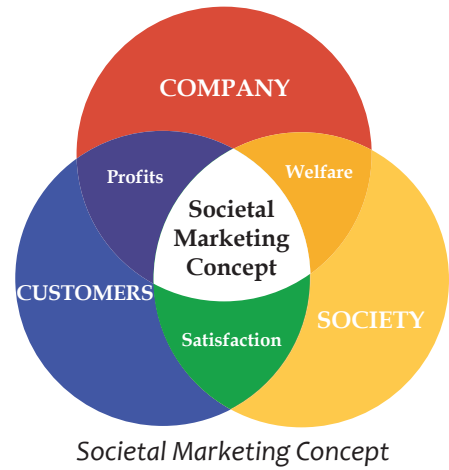 COMPANY
Profits
Welfare
Societal
Marketing
Concept
CUSTOMERS
SOCIETY
Satisfaction
Societal Marketing Concept